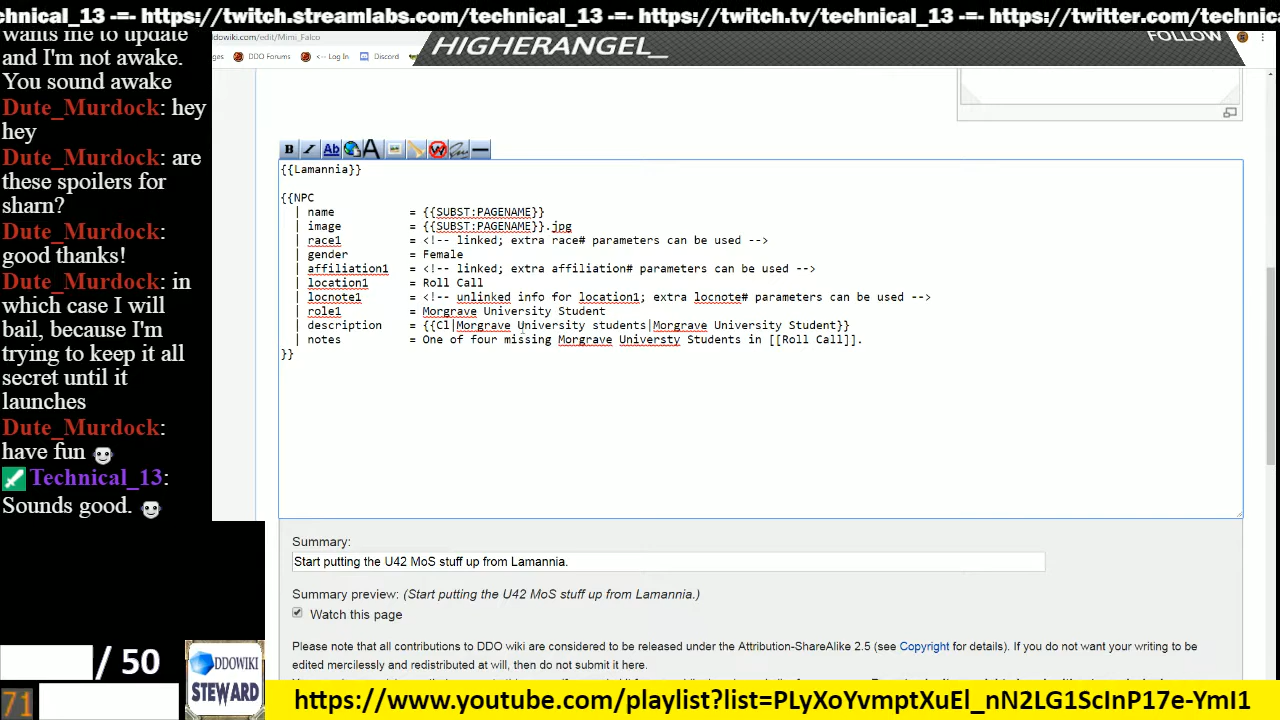 chnical_13 -=- https://twitch.streamlabs.com/technical_13 -=- https://twitch.tv/technical_13 -=- https://twitter.com/technic
wants me to update
and I'm not awake.
You sound awake
Dute_Murdock: hey
hey
Dute_Murdock: are
these spoilers for
sharn?
Dute_Murdock:
good thanks!
Dute_Murdock: in
which case I will
bail, because I'm
trying to keep it all
secret until it
launches
Dute_Murdock:
have fun
Technical_13:
Sounds good.
/ 50
DDOWIKI
STEWARD
71
dowiki.com/edit/Mimi_Falco
ges DDO Forums <-- Log In Discord
HIGHERANGEL_
FOLLOW
B I Ab A W
{{Lamannia}}
{{NPC
| name = {{SUBST:PAGENAME}}
| image = {{SUBST:PAGENAME}}.jpg
| race1 = <!-- linked; extra race# parameters can be used -->
| gender = Female
| affiliation1 = <!-- linked; extra affiliation# parameters can be used -->
| location1 = Roll Call
| locnote1 = <!-- unlinked info for location1; extra locnote# parameters can be used -->
| role1 = Morgrave University Student
| description = {{Cl|Morgrave University students|Morgrave University Student}}
| notes = One of four missing Morgrave Universty Students in [[Roll Call]].
}}
Summary:
Start putting the U42 MoS stuff up from Lamannia.
Summary preview: (Start putting the U42 MoS stuff up from Lamannia.)
Watch this page
Please note that all contributions to DDO wiki are considered to be released under the Attribution-ShareAlike 2.5 (see Copyright for details). If you do not want your writing to
be edited mercilessly and redistributed at will, then do not submit it here.
https://www.youtube.com/playlist?list=PLyXoYvmptXuEl_nN2LG1ScInP17e-YmI1